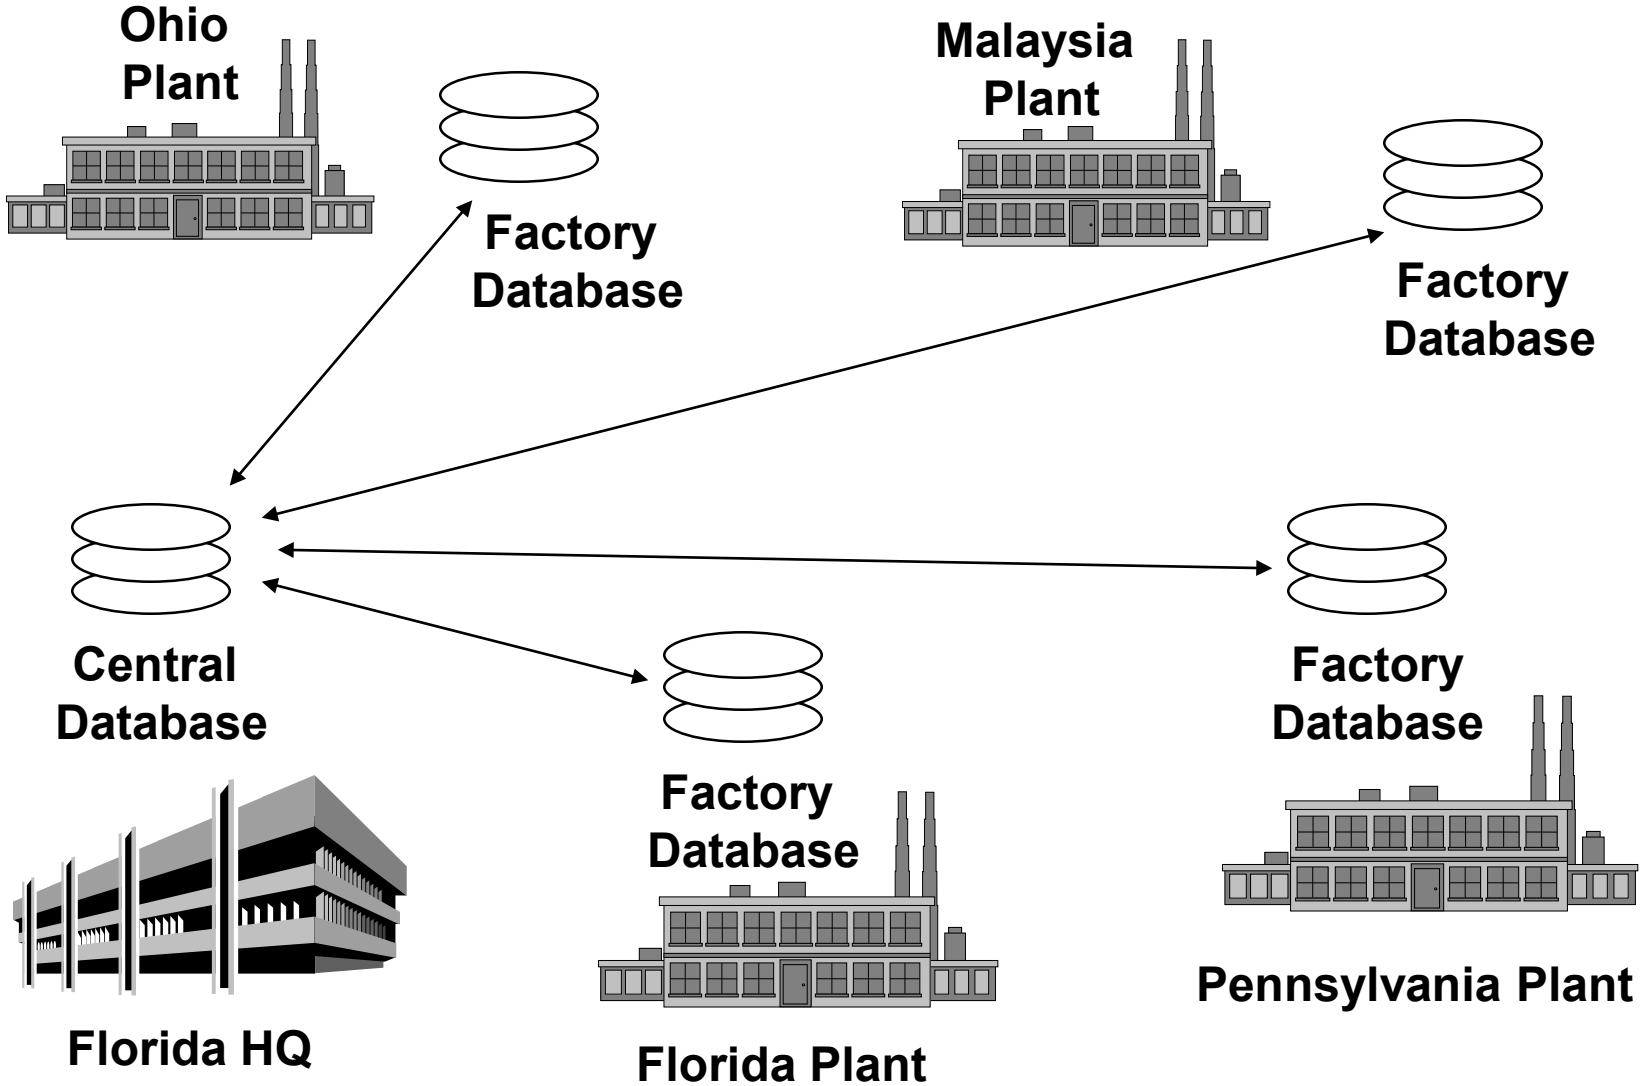 Ohio
Plant
Malaysia
Plant
Factory
Database
Factory
Database
Central
Database
Factory
Database
Factory
Database
Florida HQ
Florida Plant
Pennsylvania Plant